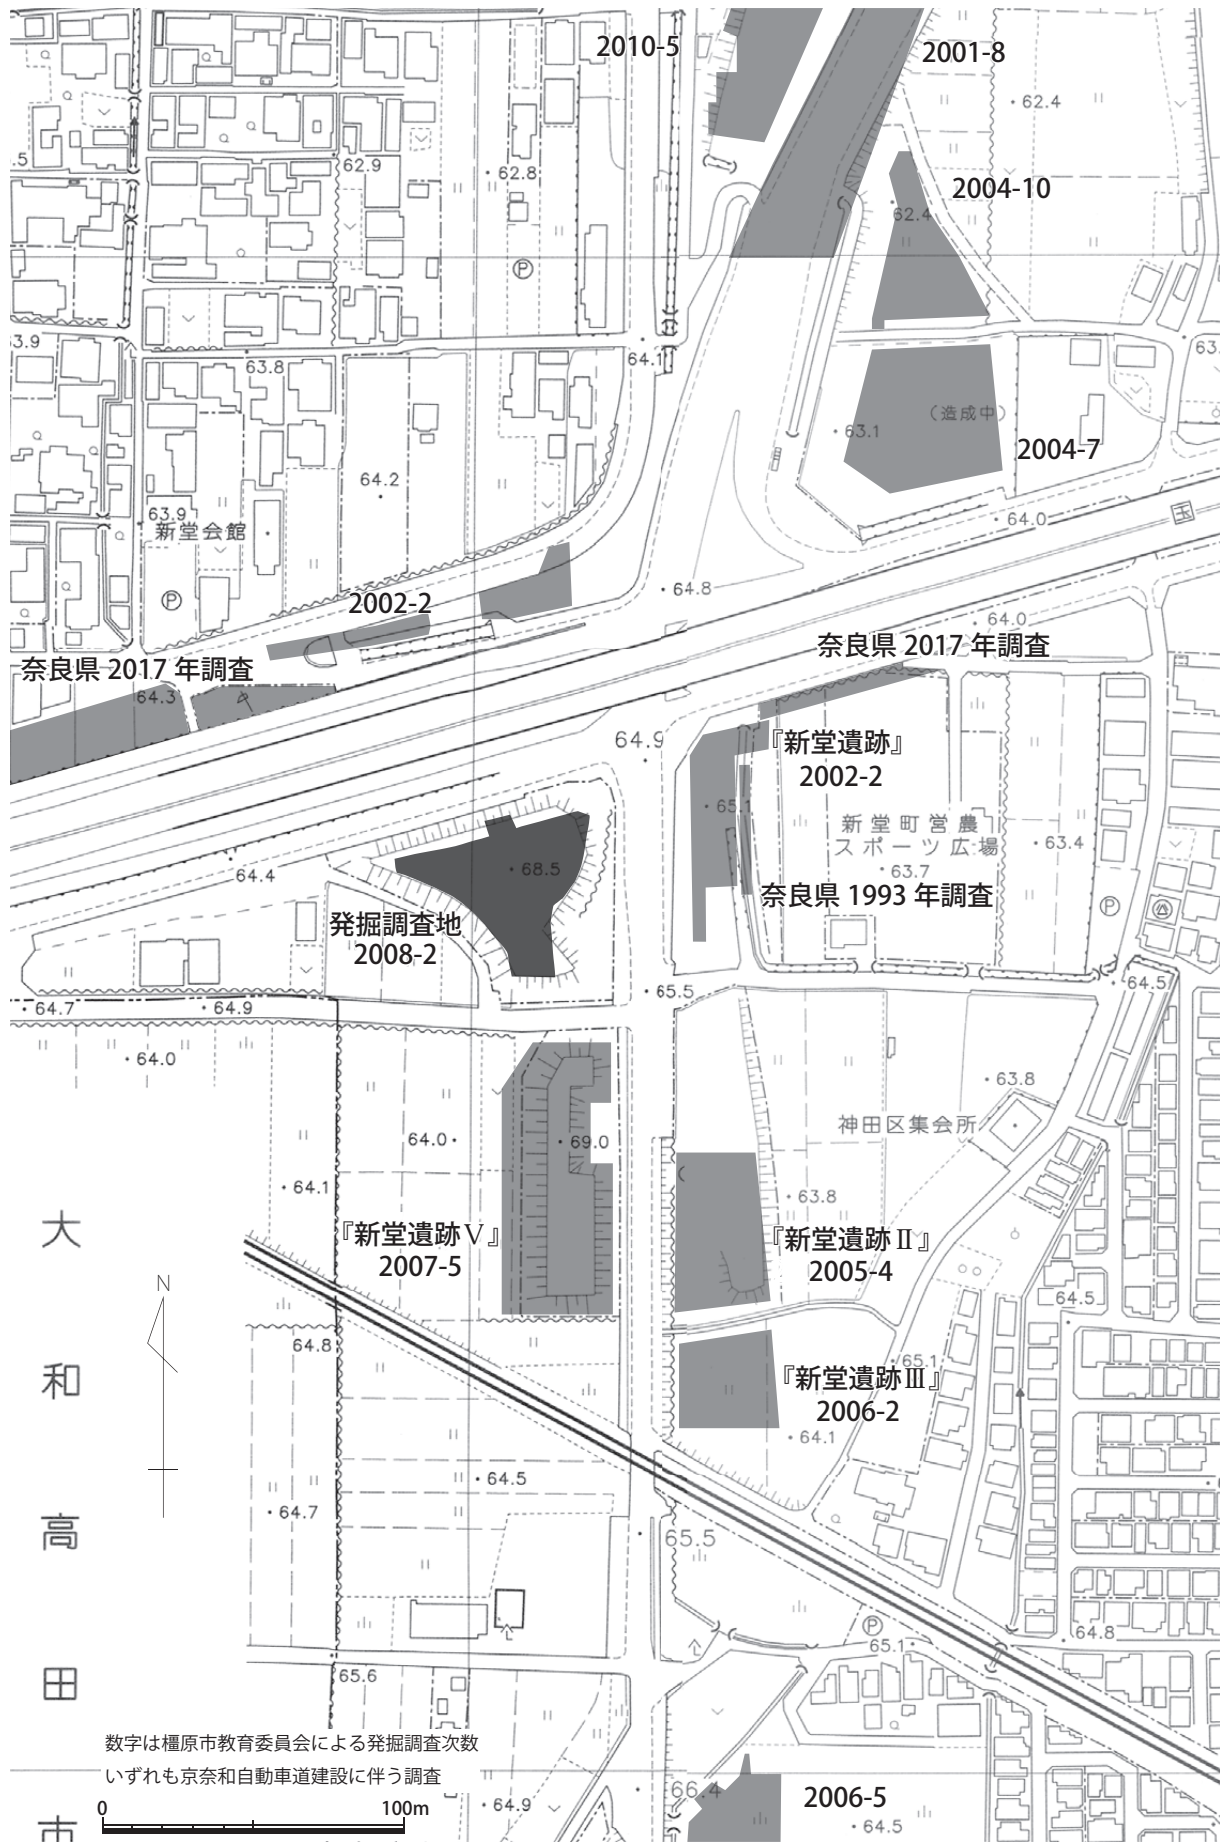 2010-5
2001-8
62.4
.5
62.9
62.8
2004-10
62.4
P
3.9
64.1
63.
63.8
(造成中)
63.1
2004-7
64.2
63.9
新堂会館
64.0
P
2002-2
64.8
64.0
奈良県 2017 年調査
奈良県 2017 年調査
64.3
64.9
『新堂遺跡』
2002-2
65.1
新堂町営農
スポーツ広場
63.4
68.5
63.7
64.4
奈良県 1993 年調査
P
発掘調査地
2008-2
64.7
64.9
65.5
64.5
64.0
63.8
64.0
69.0
神田区集会所
64.1
63.8
『新堂遺跡Ⅴ』
2007-5
『新堂遺跡Ⅱ』
2005-4
N
64.5
64.8
65.1
『新堂遺跡Ⅲ』
2006-2
64.1
64.5
64.7
65.5
P
65.1
64.8
65.6
大和高田市
数字は橿原市教育委員会による発掘調査次数
いずれも京奈和自動車道建設に伴う調査
0 100m
64.9
66.4
2006-5
64.5